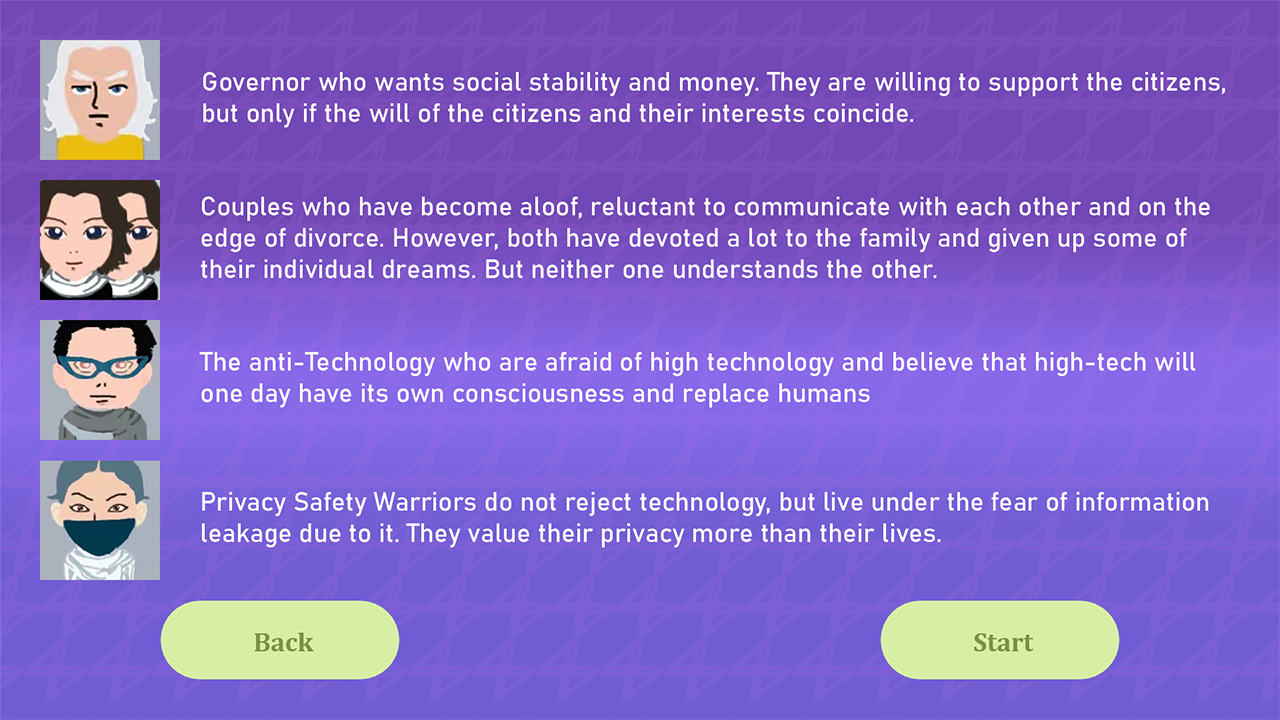 Governor who wants social stability and money. They are willing to support the citizens,
but only if the will of the citizens and their interests coincide.
Couples who have become aloof, reluctant to communicate with each other and on the
edge of divorce. However, both have devoted a lot to the family and given up some of
their individual dreams. But neither one understands the other.
The anti-Technology who are afraid of high technology and believe that high-tech will
one day have its own consciousness and replace humans
Privacy Safety Warriors do not reject technology, but live under the fear of information
leakage due to it. They value their privacy more than their lives.
Back
Start